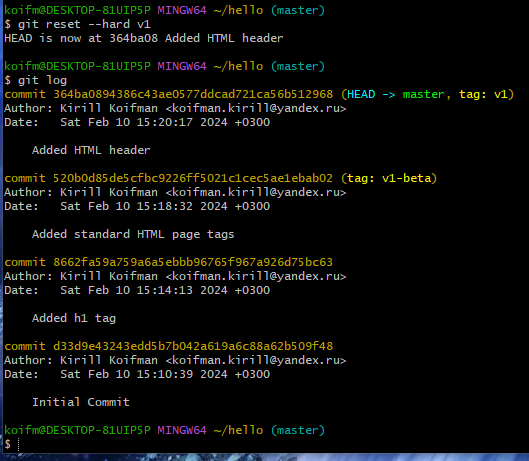 koifm@DESKTOP-81UIP5P MINGW64 ~/hello (master)
$ git reset --hard v1
HEAD is now at 364ba08 Added HTML header
koifm@DESKTOP-81UIP5P MINGW64 ~/hello (master)
$ git log
commit 364ba0894386c43ae0577ddcad721ca56b512968 (HEAD -> master, tag: v1)
Author: Kirill Koifman <koifman.kirill@yandex.ru>
Date:   Sat Feb 10 15:20:17 2024 +0300
    Added HTML header
commit 520b0d85de5cfbc9226ff5021c1cec5ae1ebab02 (tag: v1-beta)
Author: Kirill Koifman <koifman.kirill@yandex.ru>
Date:   Sat Feb 10 15:18:32 2024 +0300
    Added standard HTML page tags
commit 8662fa59a759a6a5ebbb96765f967a926d75bc63
Author: Kirill Koifman <koifman.kirill@yandex.ru>
Date:   Sat Feb 10 15:14:13 2024 +0300
    Added h1 tag
commit d33d9e43243edd5b7b042a619a6c88a62b509f48
Author: Kirill Koifman <koifman.kirill@yandex.ru>
Date:   Sat Feb 10 15:10:39 2024 +0300
    Initial Commit
koifm@DESKTOP-81UIP5P MINGW64 ~/hello (master)
$